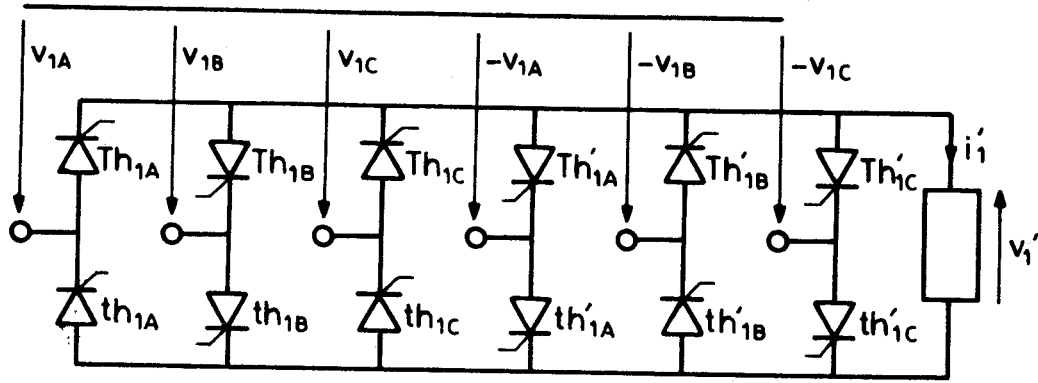 v1A v1B v1C -v1A -v1B -v1C
Th1A Th1B Th1C Th'1A Th'1B Th'1C i'1
v1'
th1A th1B th1C th'1A th'1B th'1C